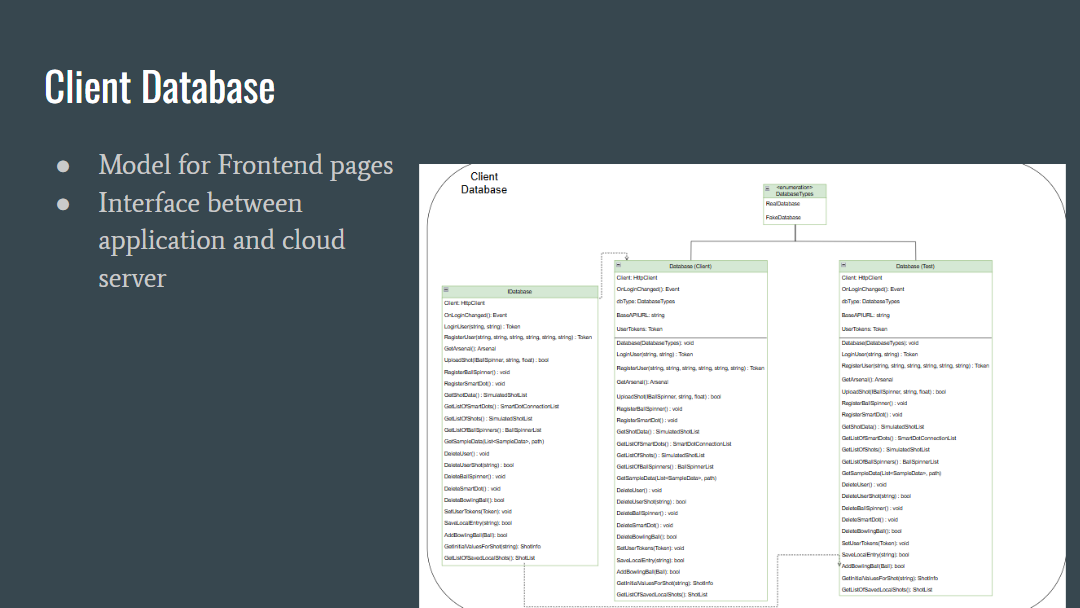 Client Database
● Model for Frontend pages
● Interface between
application and cloud
server
Client
Database
<enumeration>
DatabaseTypes
RealDatabase
FakeDatabase
IDatabase
Client: HttpClient
OnLoginChanged(): Event
LoginUser(string, string) : Token
RegisterUser(string, string, string, string, string, string) : Token
GetArsenal(): Arsenal
UploadShot(IBallSpinner, string, float) : bool
RegisterBallSpinner() : void
RegisterSmartDot() : void
GetShotData() : SimulatedShotList
GetListOfSmartDots() : SmartDotConnectionList
GetListOfShots() : SimulatedShotList
GetListOfBallSpinners() : BallSpinnerList
GetSampleData(List<SampleData>, path)
DeleteUser() : void
DeleteUserShot(string) : bool
DeleteBallSpinner() : void
DeleteSmartDot() : void
DeleteBowlingBall(): bool
SetUserTokens(Token): void
SaveLocalEntry(string): bool
AddBowlingBall(Ball): bool
GetInitialValuesForShot(string): ShotInfo
GetListOfSavedLocalShots() : ShotList
Database (Client)
Client: HttpClient
OnLoginChanged(): Event
dbType: DatabaseTypes
BaseAPIURL: string
UserTokens: Token
Database(DatabaseTypes): void
LoginUser(string, string) : Token
RegisterUser(string, string, string, string, string, string) : Token
GetArsenal(): Arsenal
UploadShot(IBallSpinner, string, float) : bool
RegisterBallSpinner() : void
RegisterSmartDot() : void
GetShotData() : SimulatedShotList
GetListOfSmartDots() : SmartDotConnectionList
GetListOfShots() : SimulatedShotList
GetListOfBallSpinners() : BallSpinnerList
GetSampleData(List<SampleData>, path)
DeleteUser() : void
DeleteUserShot(string) : bool
DeleteBallSpinner() : void
DeleteSmartDot() : void
DeleteBowlingBall(): bool
SetUserTokens(Token): void
SaveLocalEntry(string): bool
AddBowlingBall(Ball): bool
GetInitialValuesForShot(string): ShotInfo
GetListOfSavedLocalShots() : ShotList
Database (Test)
Client: HttpClient
OnLoginChanged(): Event
dbType: DatabaseTypes
BaseAPIURL: string
UserTokens: Token
Database(DatabaseTypes): void
LoginUser(string, string) : Token
RegisterUser(string, string, string, string, string, string) : Token
GetArsenal(): Arsenal
UploadShot(IBallSpinner, string, float) : bool
RegisterBallSpinner() : void
RegisterSmartDot() : void
GetShotData() : SimulatedShotList
GetListOfSmartDots() : SmartDotConnectionList
GetListOfShots() : SimulatedShotList
GetListOfBallSpinners() : BallSpinnerList
GetSampleData(List<SampleData>, path)
DeleteUser() : void
DeleteUserShot(string) : bool
DeleteBallSpinner() : void
DeleteSmartDot() : void
DeleteBowlingBall(): bool
SetUserTokens(Token): void
SaveLocalEntry(string): bool
AddBowlingBall(Ball): bool
GetInitialValuesForShot(string): ShotInfo
GetListOfSavedLocalShots() : ShotList